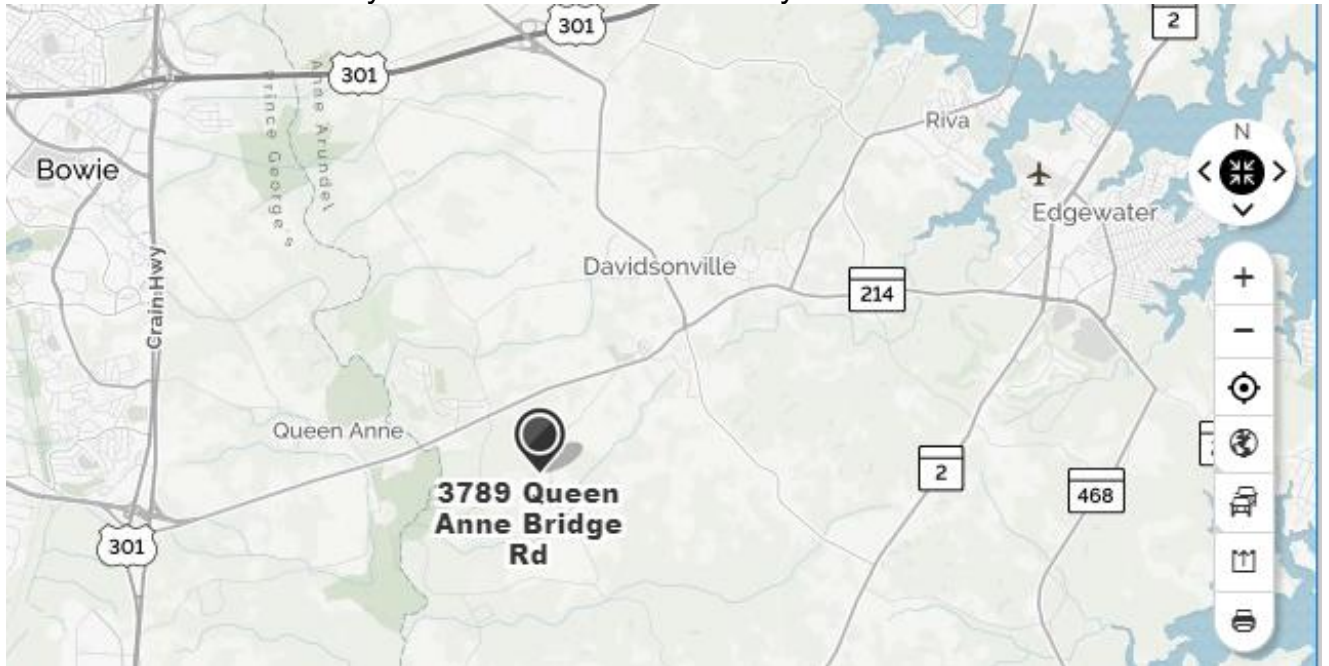 301
2
301
Prince George's
Anne Arundel
Riva
N
Bowie
Edgewater
Crain Hwy
Davidsonville
214
Queen Anne
3789 Queen
Anne Bridge
Rd
2
468
301